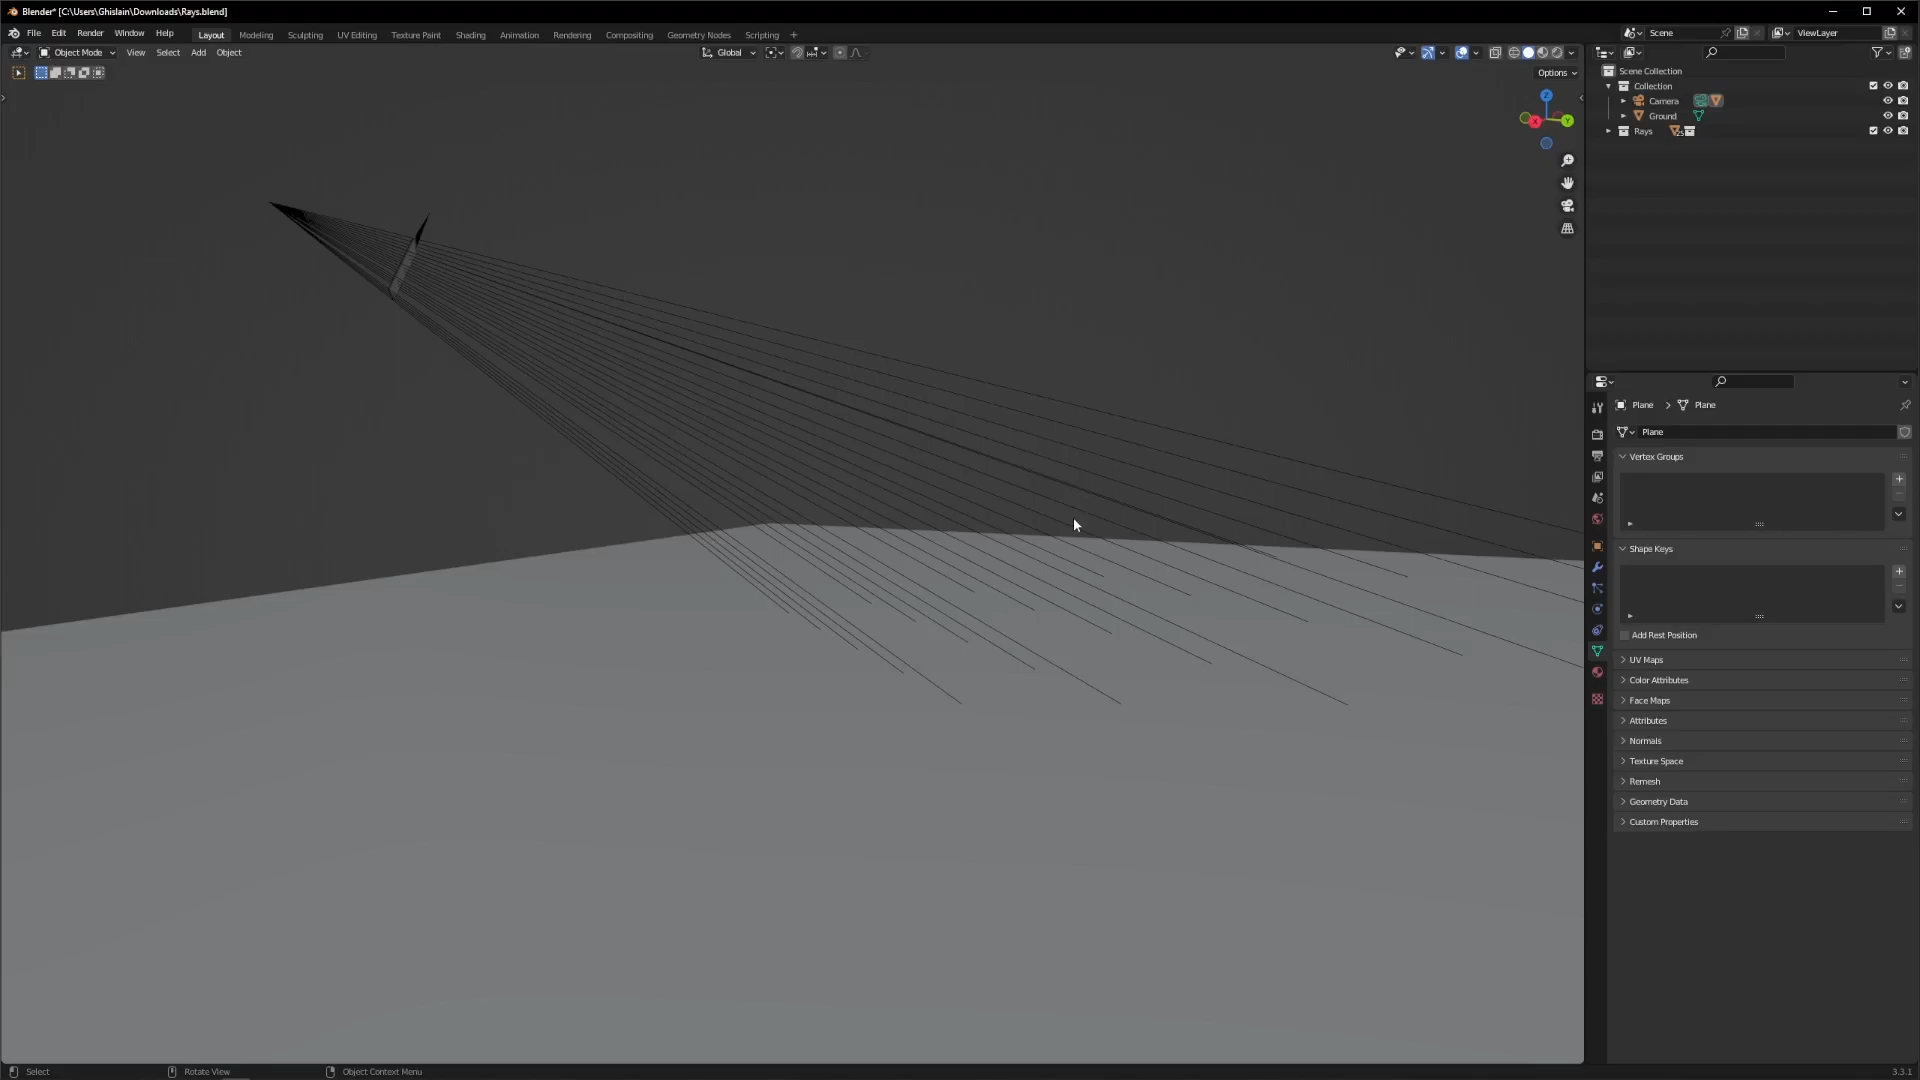 Blender* [C:\Users\Ghislain\Downloads\Rays.blend]
File Edit Render Window Help Layout Modeling Sculpting UV Editing Texture Paint Shading Animation Rendering Compositing Geometry Nodes Scripting + Scene ViewLayer
Object Mode View Select Add Object Global
Options
Scene Collection
Collection
Camera
Ground
Rays 25
Z
X Y
Plane > Plane
Plane
Vertex Groups
Shape Keys
Add Rest Position
UV Maps
Color Attributes
Face Maps
Attributes
Normals
Texture Space
Remesh
Geometry Data
Custom Properties
Select Rotate View Object Context Menu 3.3.1